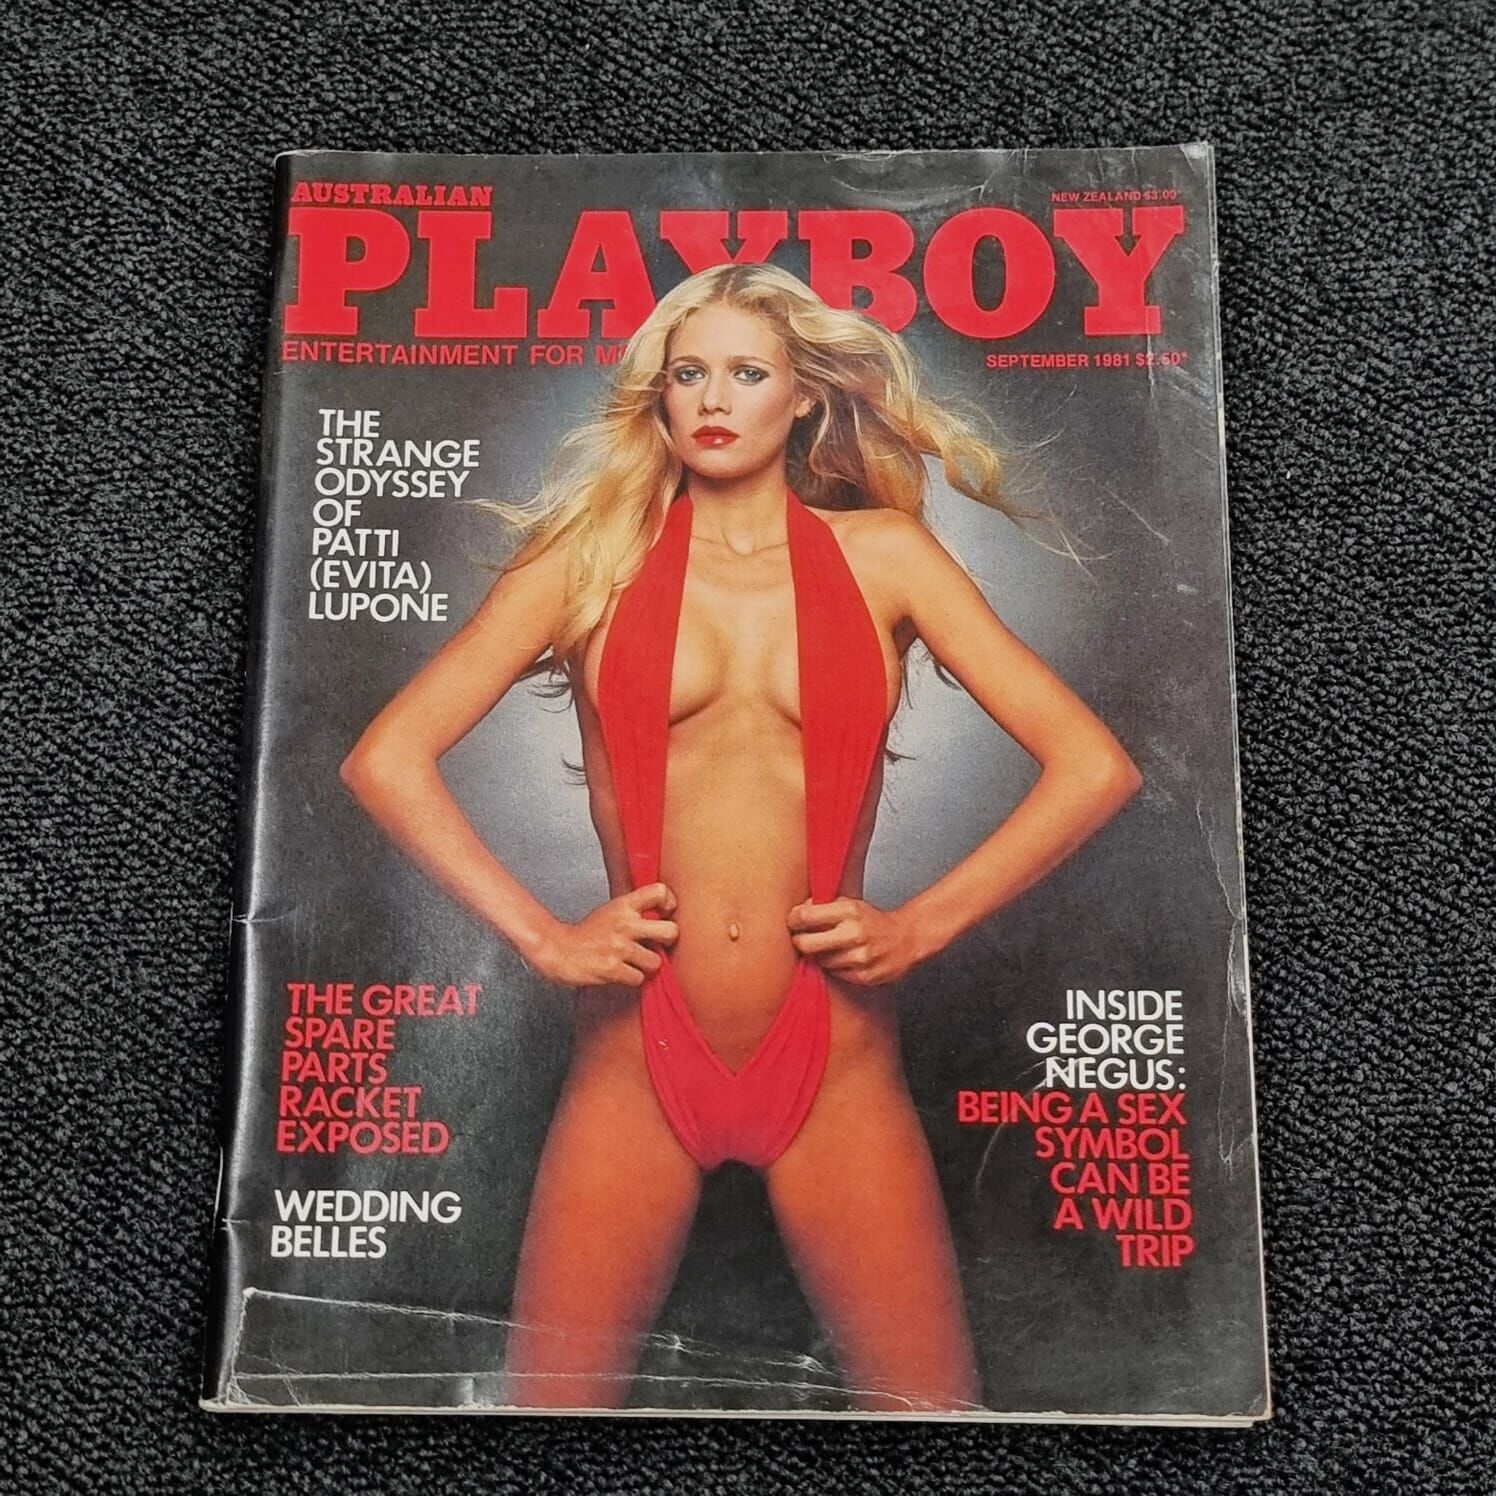 AUSTRALIAN
NEW ZEALAND $3.00*
PLAYBOY
ENTERTAINMENT FOR M
SEPTEMBER 1981 $2.50*
THE
STRANGE
ODYSSEY
OF
PATTI
(EVITA)
LUPONE
THE GREAT
SPARE
PARTS
RACKET
EXPOSED
WEDDING
BELLES
INSIDE
GEORGE
NEGUS:
BEING A SEX
SYMBOL
CAN BE
A WILD
TRIP